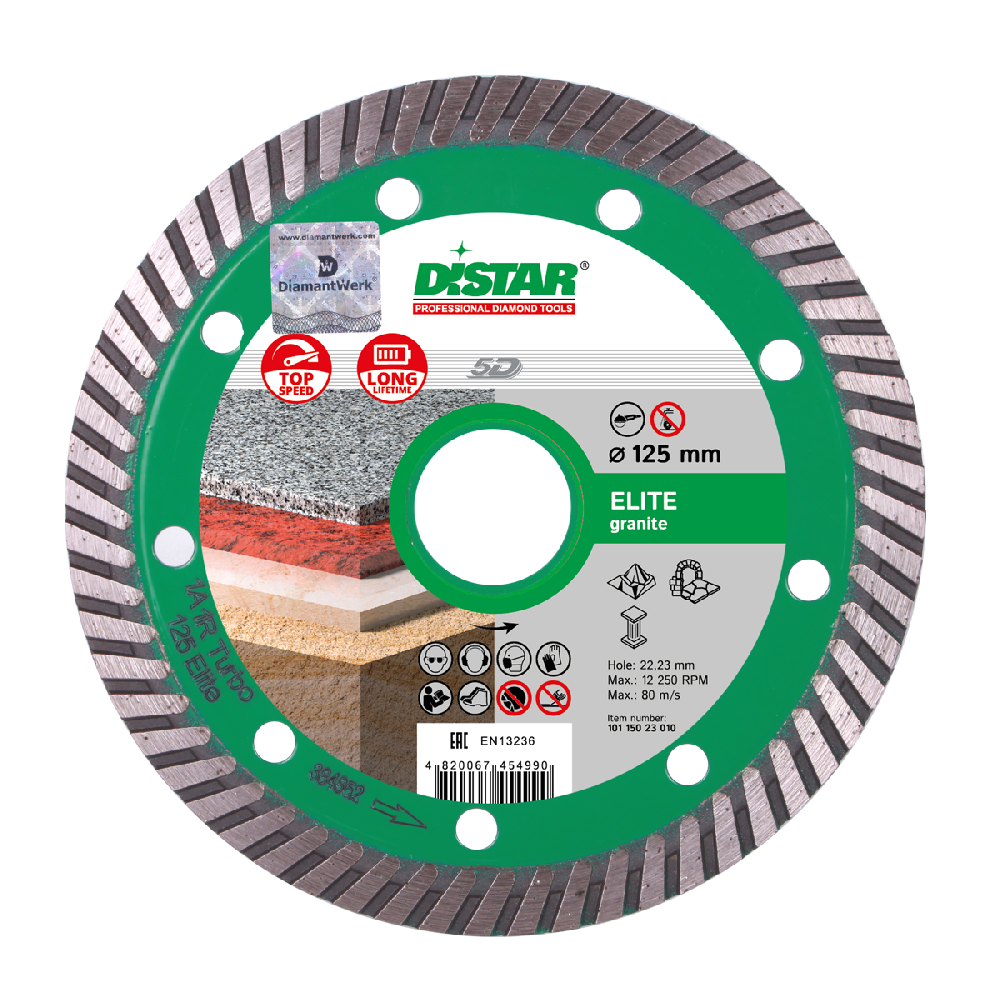 www.diamantwerk.com
DW
DiamantWerk®
DiSTAR®
PROFESSIONAL DIAMOND TOOLS
TOP
SPEED
LONG
LIFETIME
5D
⌀ 125 mm
ELITE
granite
1A1R Turbo
125 Elite
384952
Hole: 22,23 mm
Max.: 12 250 RPM
Max.: 80 m/s
Item number:
101 150 23 010
EAC EN13236
4 820067 454990